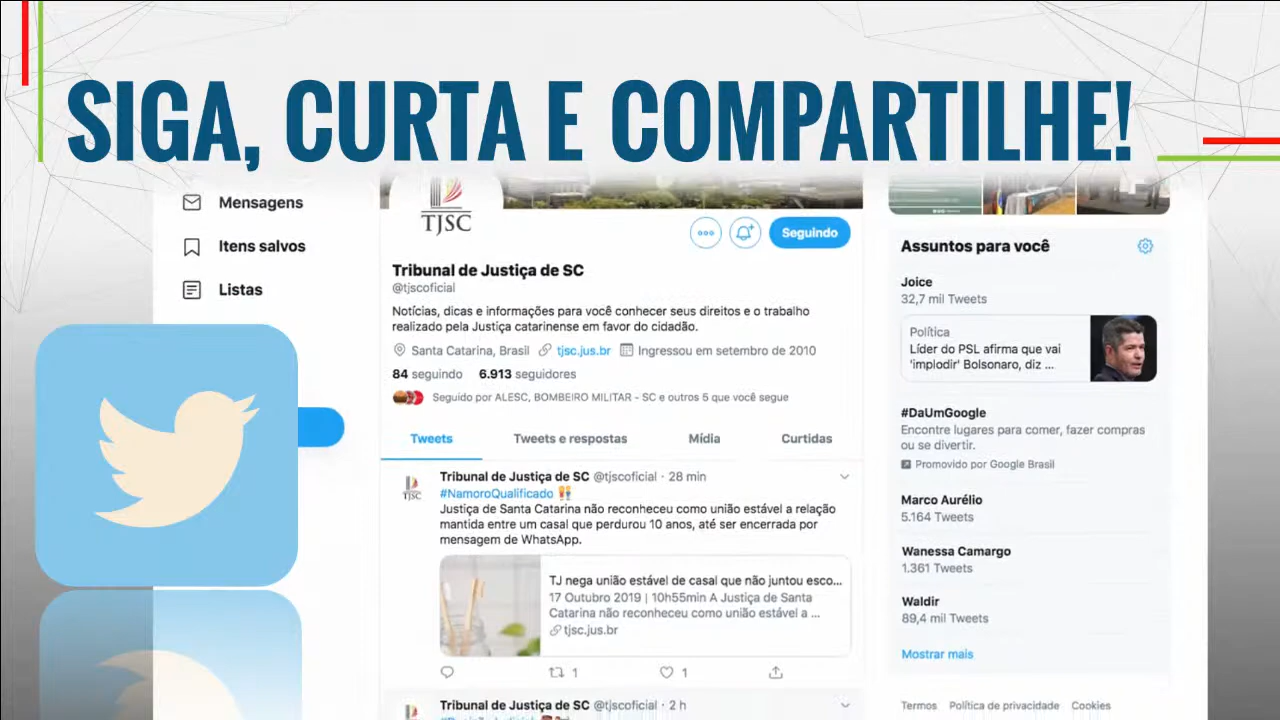 SIGA, CURTA E COMPARTILHE!
Mensagens
Itens salvos
Listas
TJSC
Seguindo
Tribunal de Justiça de SC
@tjscoficial
Notícias, dicas e informações para você conhecer seus direitos e o trabalho
realizado pela Justiça catarinense em favor do cidadão.
Santa Catarina, Brasil tjsc.jus.br Ingressou em setembro de 2010
84 seguindo 6.913 seguidores
Seguido por ALESC, BOMBEIRO MILITAR - SC e outros 5 que você segue
Tweets Tweets e respostas Mídia Curtidas
Tribunal de Justiça de SC @tjscoficial · 28 min
TJSC
#NamoroQualificado
Justiça de Santa Catarina não reconheceu como união estável a relação
mantida entre um casal que perdurou 10 anos, até ser encerrada por
mensagem de WhatsApp.
TJ nega união estável de casal que não juntou esco...
17 Outubro 2019 | 10h55min A Justiça de Santa
Catarina não reconheceu como união estável a ...
tjsc.jus.br
1 1
Tribunal de Justiça de SC @tjscoficial · 2 h
Assuntos para você
Joice
32,7 mil Tweets
Política
Líder do PSL afirma que vai
'implodir' Bolsonaro, diz ...
#DaUmGoogle
Encontre lugares para comer, fazer compras
ou se divertir.
Promovido por Google Brasil
Marco Aurélio
5.164 Tweets
Wanessa Camargo
1.361 Tweets
Waldir
89,4 mil Tweets
Mostrar mais
Termos Política de privacidade Cookies